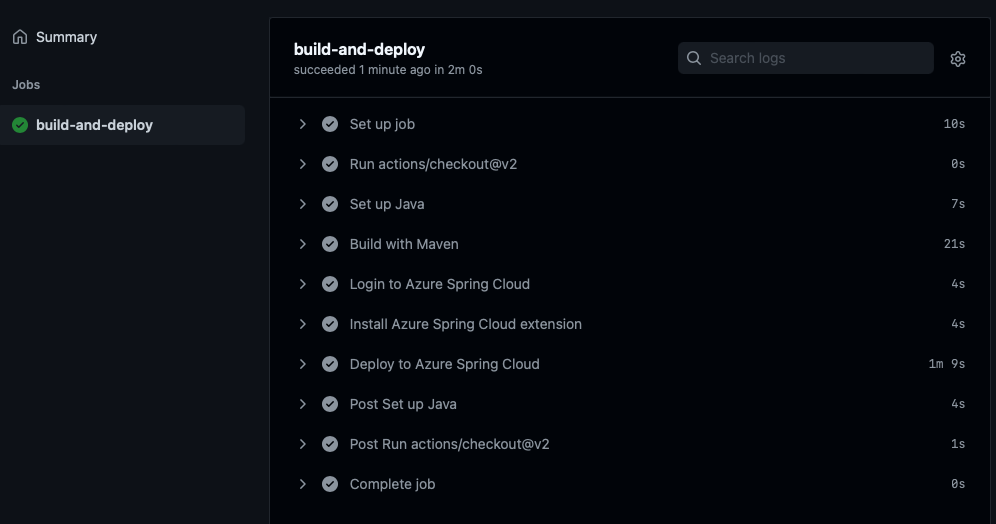 Summary
Jobs
build-and-deploy
build-and-deploy
succeeded 1 minute ago in 2m 0s
Search logs
Set up job 10s
Run actions/checkout@v2 0s
Set up Java 7s
Build with Maven 21s
Login to Azure Spring Cloud 4s
Install Azure Spring Cloud extension 4s
Deploy to Azure Spring Cloud 1m 9s
Post Set up Java 4s
Post Run actions/checkout@v2 1s
Complete job 0s